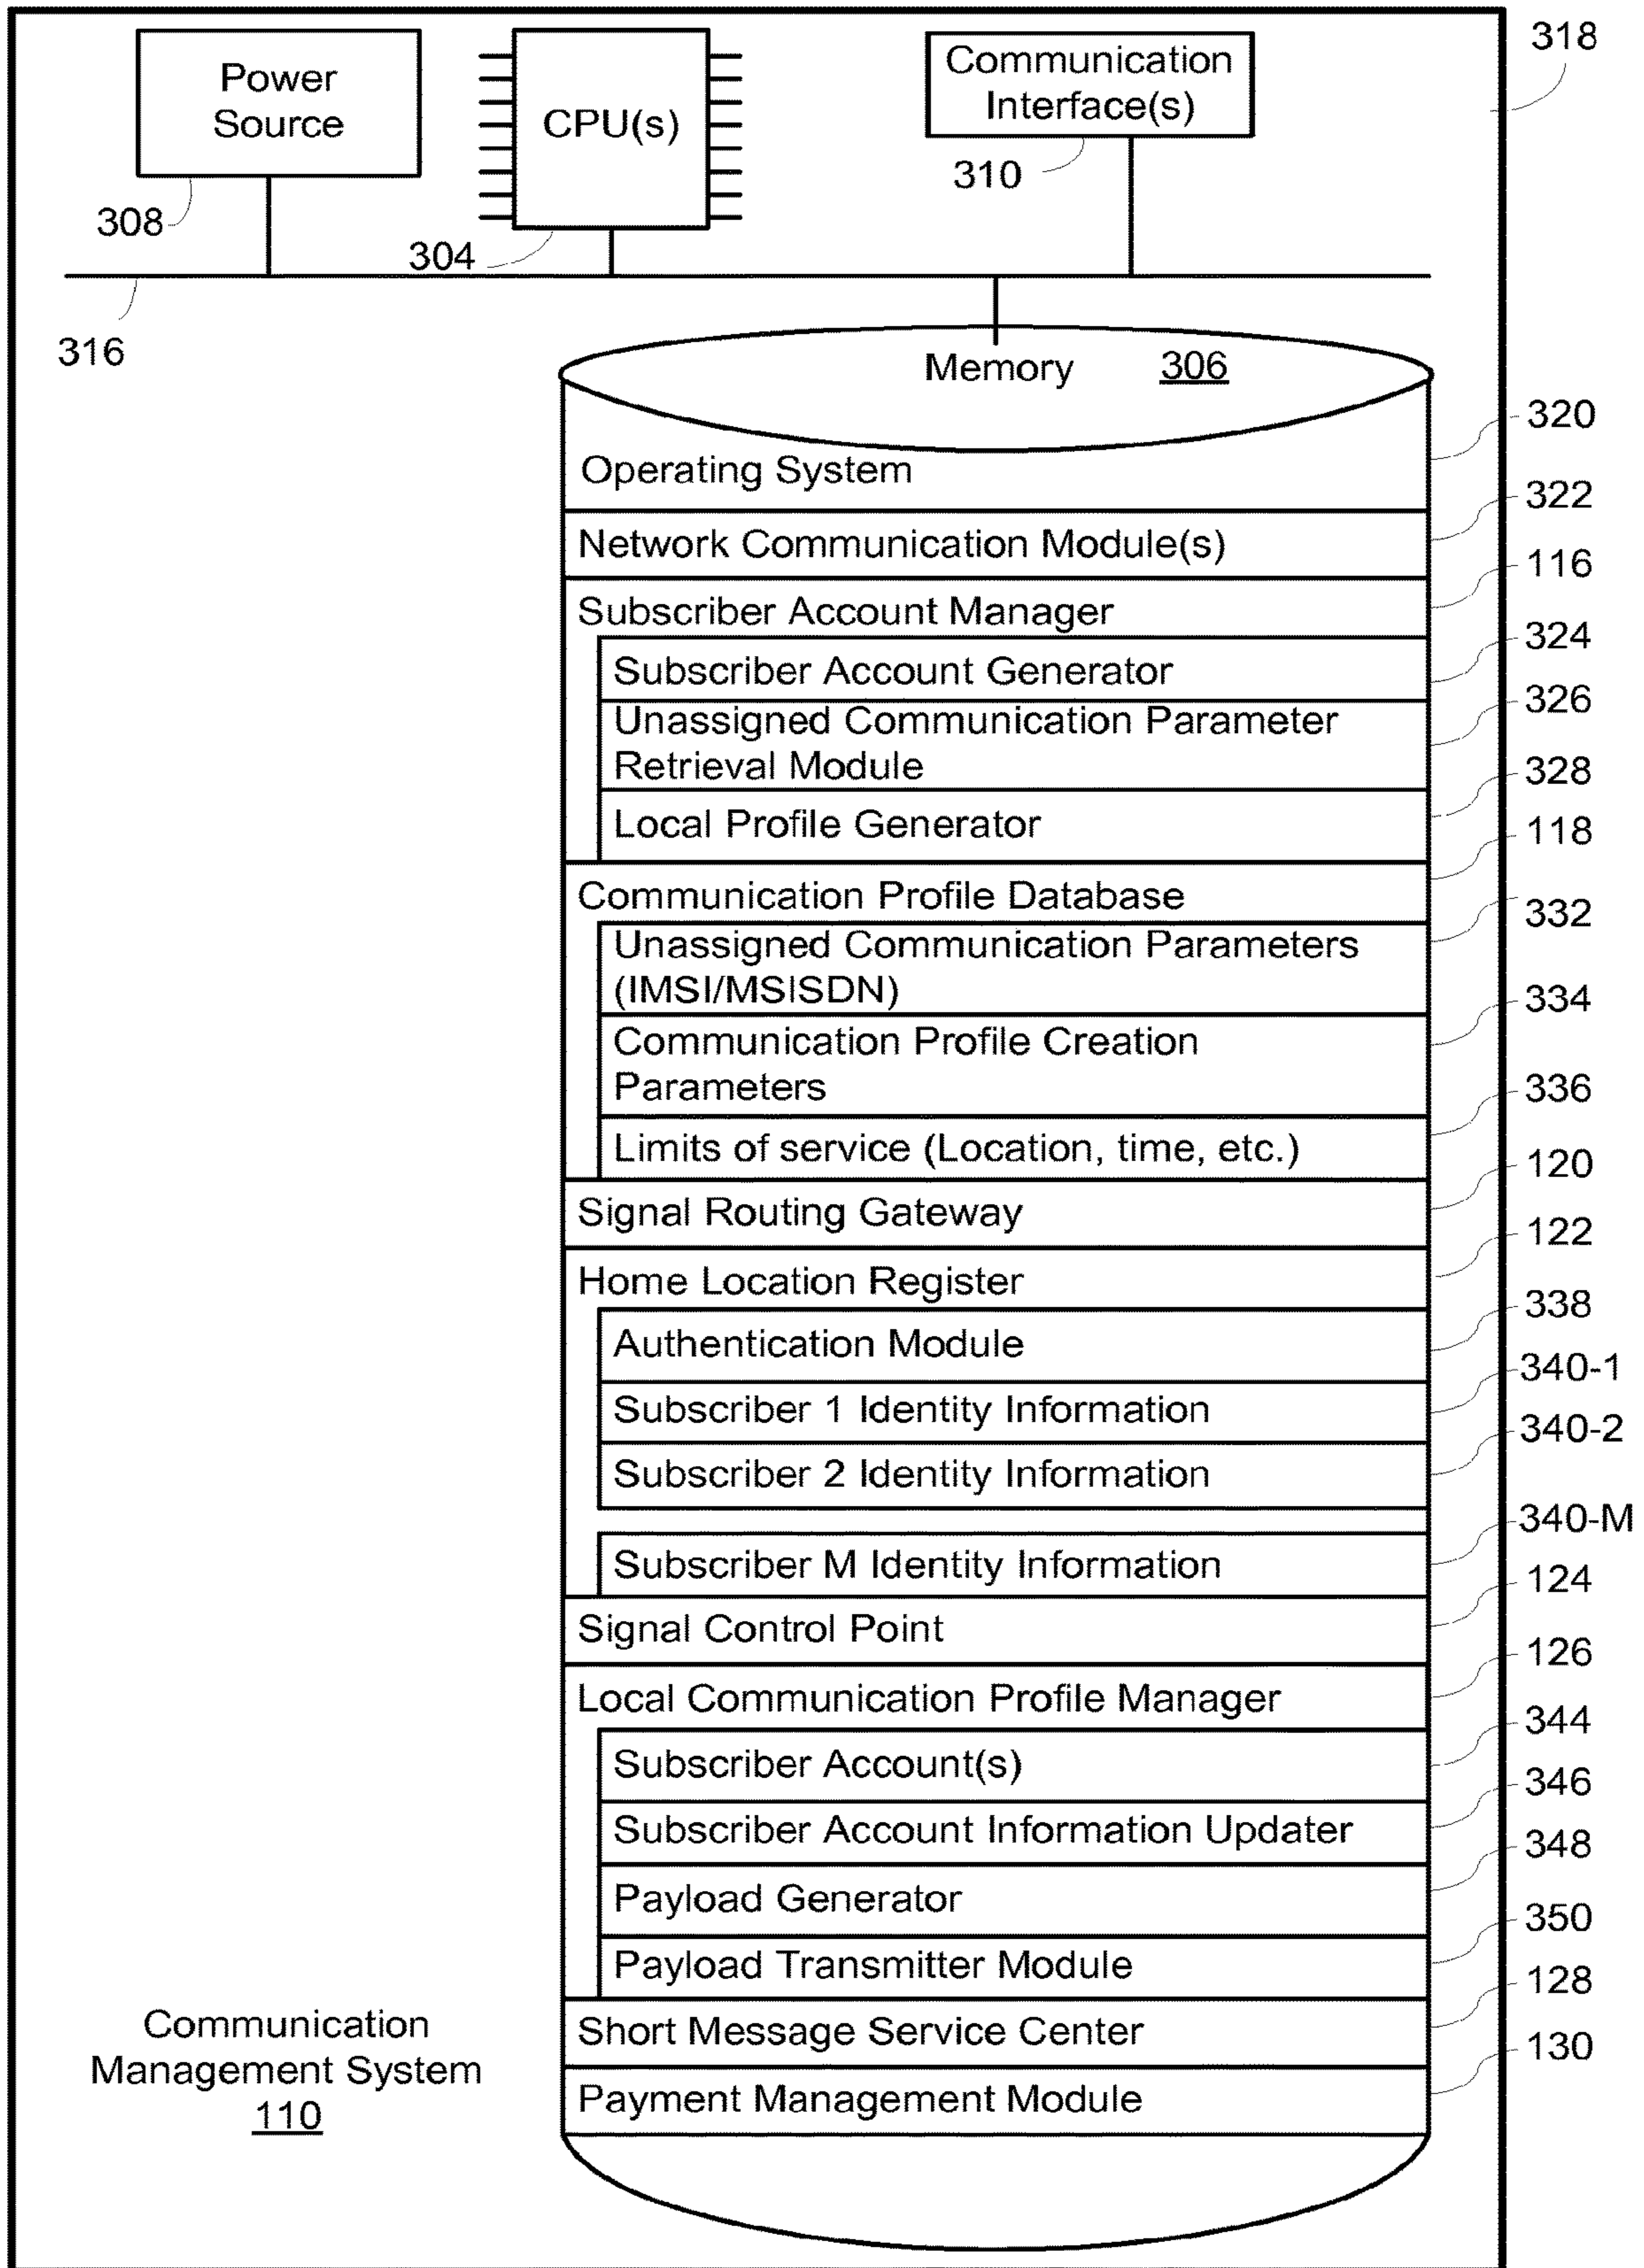 318
Power
Source
CPU(s)
Communication
Interface(s)
308
304
310
316
Memory 306
320
Operating System
322
Network Communication Module(s)
116
Subscriber Account Manager
324
Subscriber Account Generator
326
Unassigned Communication Parameter
Retrieval Module
328
Local Profile Generator
118
Communication Profile Database
332
Unassigned Communication Parameters
(IMSI/MSISDN)
334
Communication Profile Creation
Parameters
336
Limits of service (Location, time, etc.)
120
Signal Routing Gateway
122
Home Location Register
338
Authentication Module
340-1
Subscriber 1 Identity Information
340-2
Subscriber 2 Identity Information
340-M
Subscriber M Identity Information
124
Signal Control Point
126
Local Communication Profile Manager
344
Subscriber Account(s)
346
Subscriber Account Information Updater
348
Payload Generator
350
Payload Transmitter Module
128
Short Message Service Center
130
Payment Management Module
Communication
Management System
110